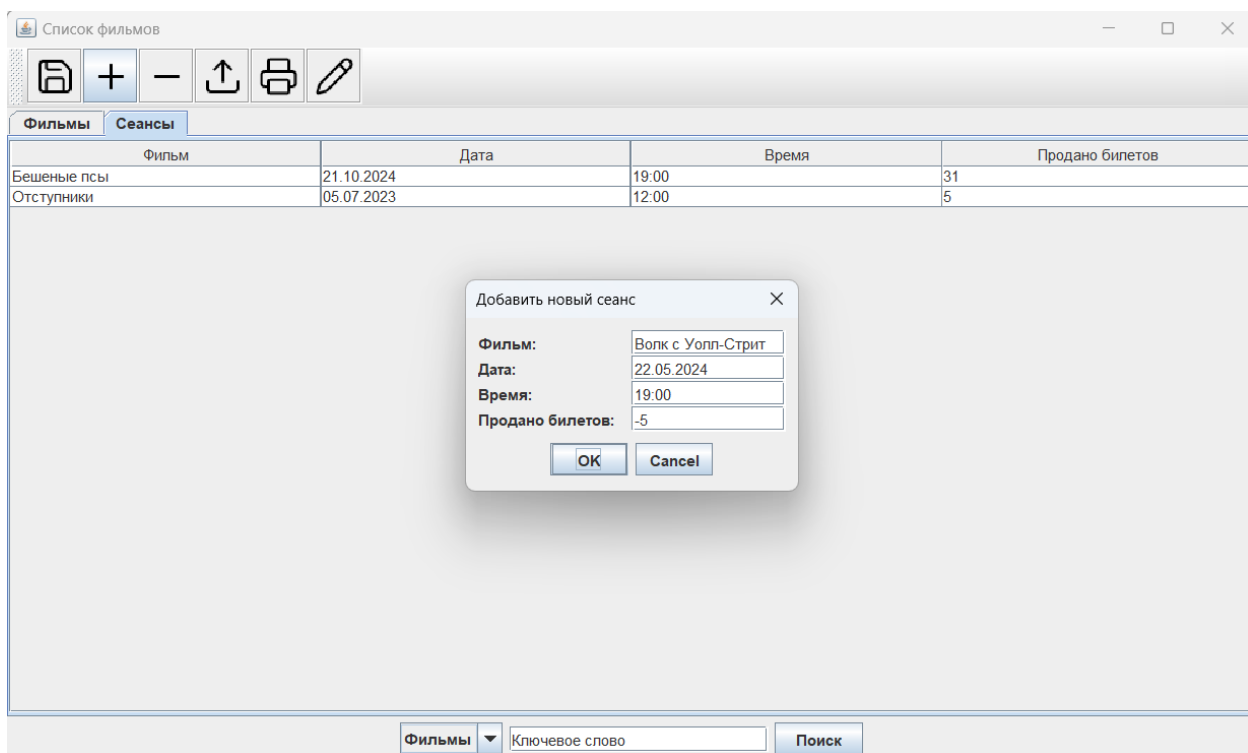 Список фильмов
Фильмы Сеансы
Фильм Дата Время Продано билетов
Бешеные псы 21.10.2024 19:00 31
Отступники 05.07.2023 12:00 5
Добавить новый сеанс
Фильм: Волк с Уолл-Стрит
Дата: 22.05.2024
Время: 19:00
Продано билетов: -5
OK Cancel
Фильмы Ключевое слово Поиск